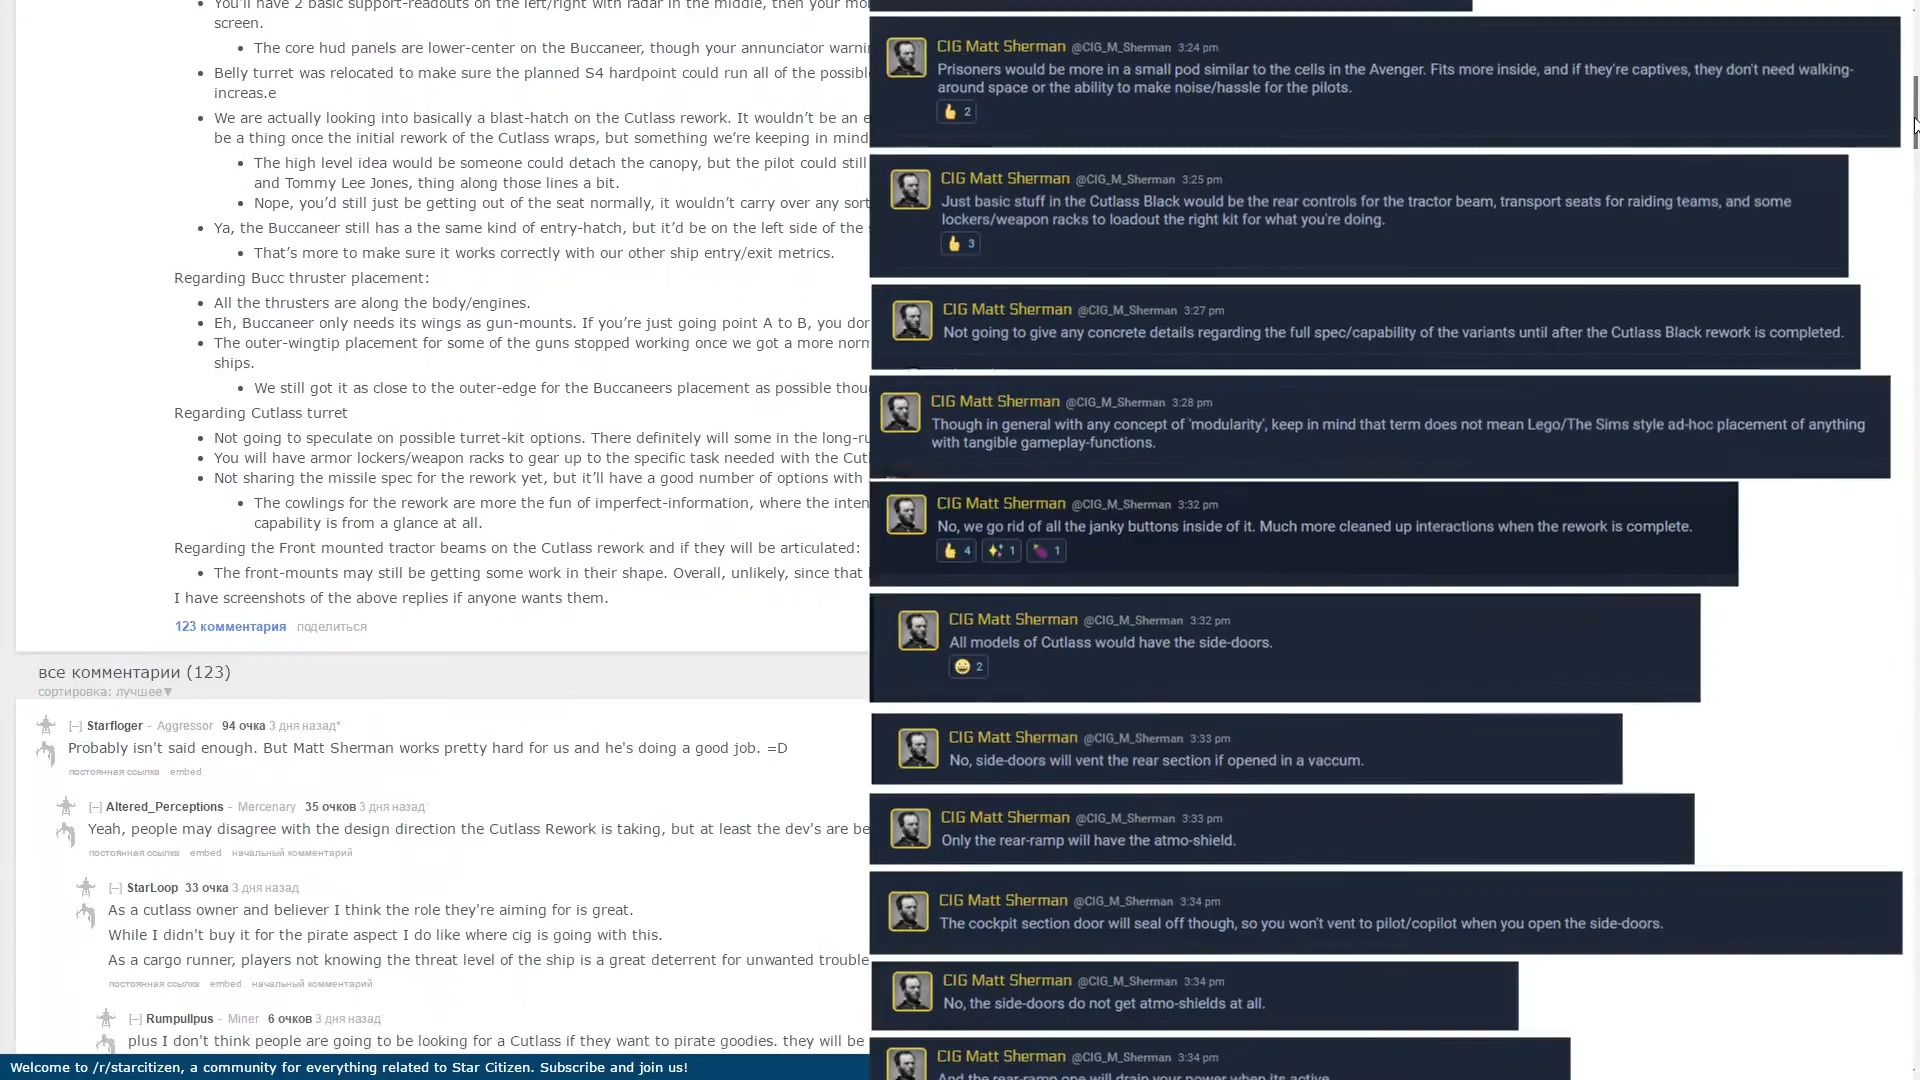 You'll have 2 basic support-readouts on the left/right with radar in the middle, then your
screen.
The core hud panels are lower-center on the Buccaneer, though your annunciator
Belly turret was relocated to make sure the planned S4 hardpoint could run all of the
increas.e
We are actually looking into basically a blast-hatch on the Cutlass rework. It wouldn't be an
be a thing once the initial rework of the Cutlass wraps, but something we're keeping in mind
The high level idea would be someone could detach the canopy, but the pilot could still
and Tommy Lee Jones, thing along those lines a bit.
Nope, you'd still just be getting out of the seat normally, it wouldn't carry over any
Ya, the Buccaneer still has a the same kind of entry-hatch, but it'd be on the left side of the
That's more to make sure it works correctly with our other ship entry/exit metrics.
Regarding Bucc thruster placement:
All the thrusters are along the body/engines.
Eh, Buccaneer only needs its wings as gun-mounts. If you're just going point A to B, you
The outer-wingtip placement for some of the guns stopped working once we got a more
ships.
We still got it as close to the outer-edge for the Buccaneers placement as possible
Regarding Cutlass turret
Not going to speculate on possible turret-kit options. There definitely will some in the
You will have armor lockers/weapon racks to gear up to the specific task needed with the
Not sharing the missile spec for the rework yet, but it'll have a good number of options with
The cowlings for the rework are more the fun of imperfect-information, where the
capability is from a glance at all.
Regarding the Front mounted tractor beams on the Cutlass rework and if they will be articulated:
The front-mounts may still be getting some work in their shape. Overall, unlikely, since that
I have screenshots of the above replies if anyone wants them.
123 комментария поделиться
все комментарии (123)
сортировка: лучшее▼
[–] Starfloger - Aggressor 94 очка 3 дня назад*
Probably isn't said enough. But Matt Sherman works pretty hard for us and he's doing a good job. =D
постоянная ссылка embed
[–] Altered_Perceptions - Mercenary 35 очков 3 дня назад
Yeah, people may disagree with the design direction the Cutlass Rework is taking, but at least the dev's are
постоянная ссылка embed начальный комментарий
[–] StarLoop 33 очка 3 дня назад
As a cutlass owner and believer I think the role they're aiming for is great.
While I didn't buy it for the pirate aspect I do like where cig is going with this.
As a cargo runner, players not knowing the threat level of the ship is a great deterrent for unwanted trouble
постоянная ссылка embed начальный комментарий
[–] Rumpullpus - Miner 6 очков 3 дня назад
plus I don't think people are going to be looking for a Cutlass if they want to pirate goodies. they will be
Welcome to /r/starcitizen, a community for everything related to Star Citizen. Subscribe and join us!
CIG Matt Sherman @CIG_M_Sherman 3:24 pm
Prisoners would be more in a small pod similar to the cells in the Avenger. Fits more inside, and if they're captives, they don't need walking-
around space or the ability to make noise/hassle for the pilots.
2
CIG Matt Sherman @CIG_M_Sherman 3:25 pm
Just basic stuff in the Cutlass Black would be the rear controls for the tractor beam, transport seats for raiding teams, and some
lockers/weapon racks to loadout the right kit for what you're doing.
3
CIG Matt Sherman @CIG_M_Sherman 3:27 pm
Not going to give any concrete details regarding the full spec/capability of the variants until after the Cutlass Black rework is completed.
CIG Matt Sherman @CIG_M_Sherman 3:28 pm
Though in general with any concept of 'modularity', keep in mind that term does not mean Lego/The Sims style ad-hoc placement of anything
with tangible gameplay-functions.
CIG Matt Sherman @CIG_M_Sherman 3:32 pm
No, we go rid of all the janky buttons inside of it. Much more cleaned up interactions when the rework is complete.
4 1 1
CIG Matt Sherman @CIG_M_Sherman 3:32 pm
All models of Cutlass would have the side-doors.
2
CIG Matt Sherman @CIG_M_Sherman 3:33 pm
No, side-doors will vent the rear section if opened in a vaccum.
CIG Matt Sherman @CIG_M_Sherman 3:33 pm
Only the rear-ramp will have the atmo-shield.
CIG Matt Sherman @CIG_M_Sherman 3:34 pm
The cockpit section door will seal off though, so you won't vent to pilot/copilot when you open the side-doors.
CIG Matt Sherman @CIG_M_Sherman 3:34 pm
No, the side-doors do not get atmo-shields at all.
CIG Matt Sherman @CIG_M_Sherman 3:34 pm
And the rear-ramp one will drain your power when its active